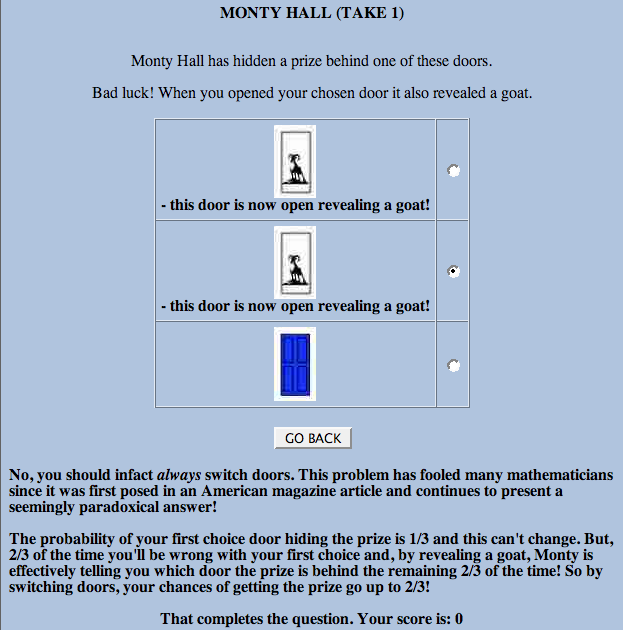 MONTY HALL (TAKE 1)
Monty Hall has hidden a prize behind one of these doors.
Bad luck! When you opened your chosen door it also revealed a goat.
- this door is now open revealing a goat!
- this door is now open revealing a goat!
GO BACK
No, you should infact always switch doors. This problem has fooled many mathematicians
since it was first posed in an American magazine article and continues to present a
seemingly paradoxical answer!
The probability of your first choice door hiding the prize is 1/3 and this can't change. But,
2/3 of the time you'll be wrong with your first choice and, by revealing a goat, Monty is
effectively telling you which door the prize is behind the remaining 2/3 of the time! So by
switching doors, your chances of getting the prize go up to 2/3!
That completes the question. Your score is: 0